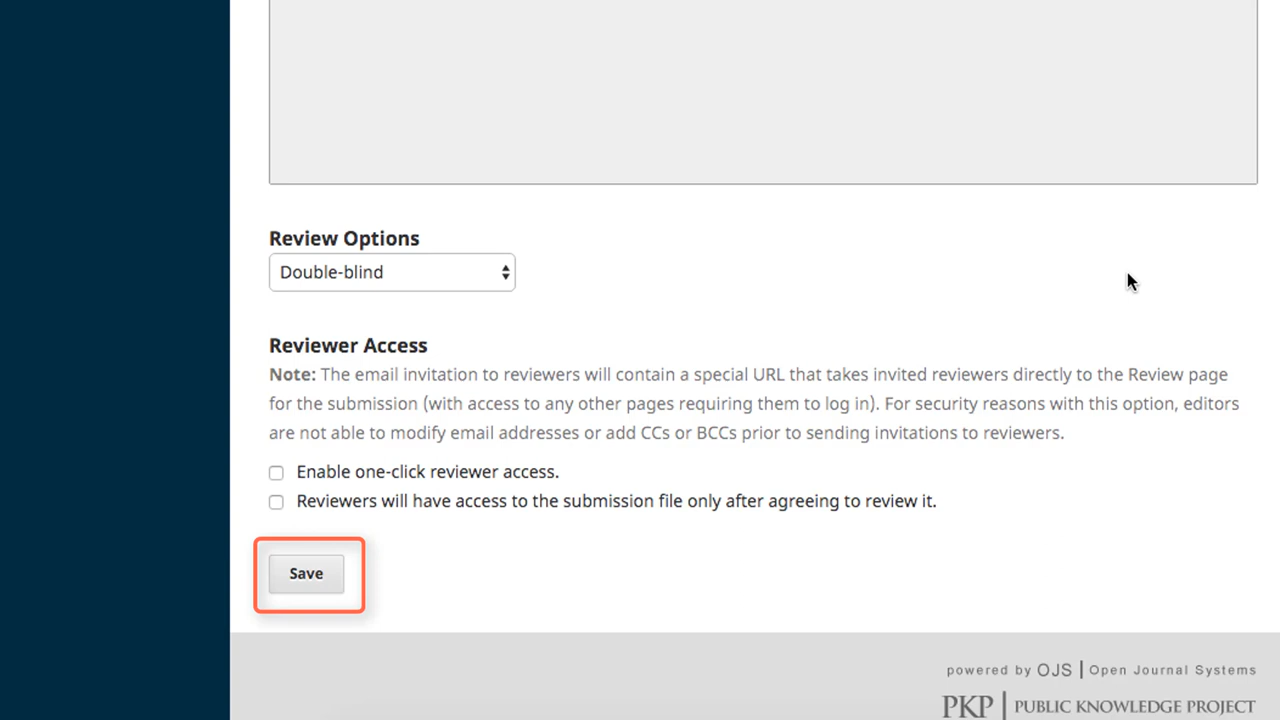 Review Options
Double-blind
Reviewer Access
Note: The email invitation to reviewers will contain a special URL that takes invited reviewers directly to the Review page
for the submission (with access to any other pages requiring them to log in). For security reasons with this option, editors
are not able to modify email addresses or add CCs or BCCs prior to sending invitations to reviewers.
Enable one-click reviewer access.
Reviewers will have access to the submission file only after agreeing to review it.
Save
powered by OJS | Open Journal Systems
PKP | PUBLIC KNOWLEDGE PROJECT